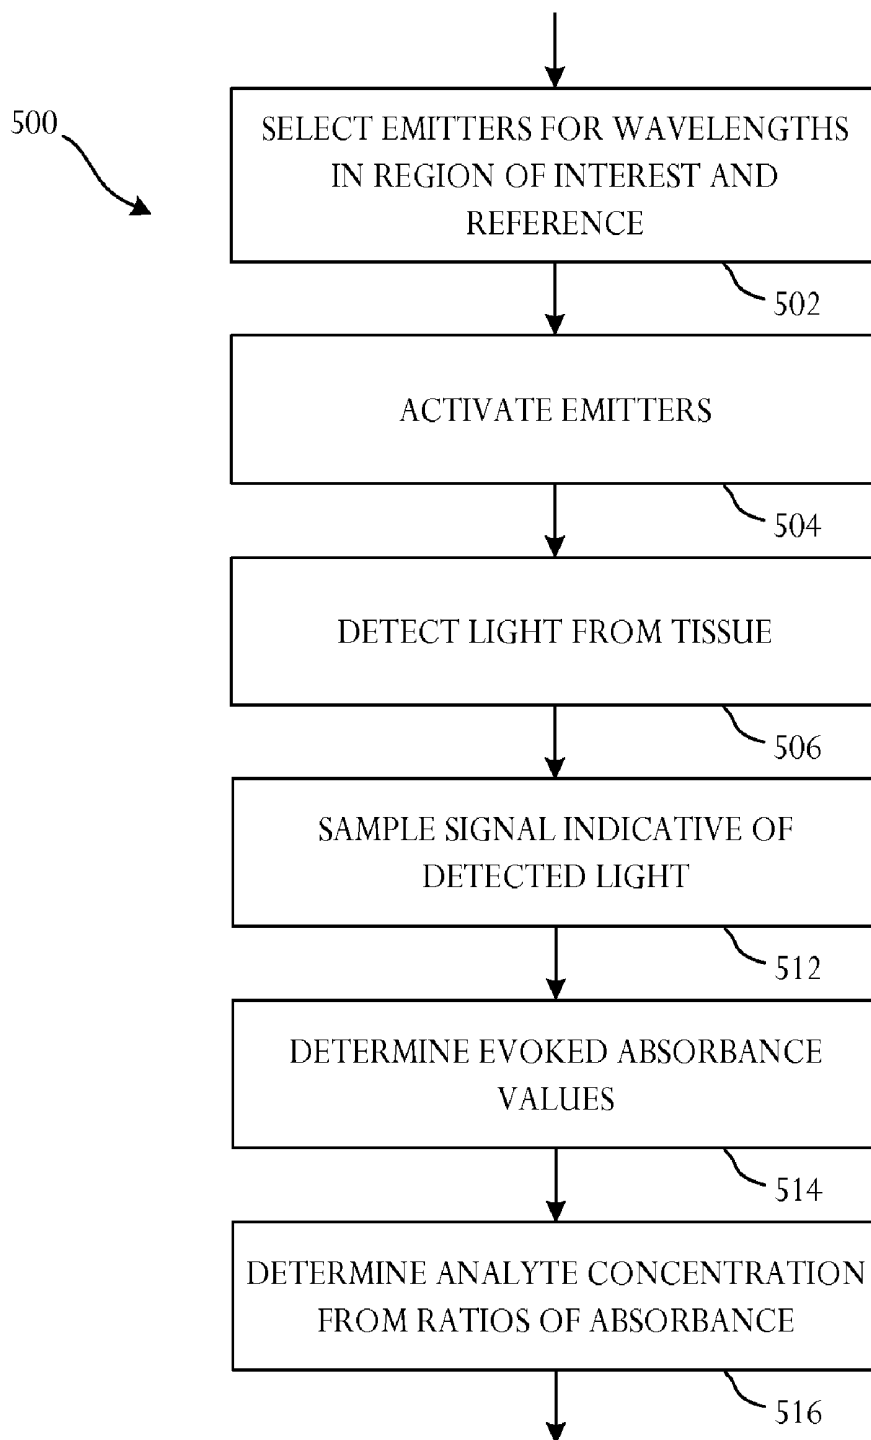 500
SELECT EMITTERS FOR WAVELENGTHS
IN REGION OF INTEREST AND
REFERENCE
502
ACTIVATE EMITTERS
504
DETECT LIGHT FROM TISSUE
506
SAMPLE SIGNAL INDICATIVE OF
DETECTED LIGHT
512
DETERMINE EVOKED ABSORBANCE
VALUES
514
DETERMINE ANALYTE CONCENTRATION
FROM RATIOS OF ABSORBANCE
516